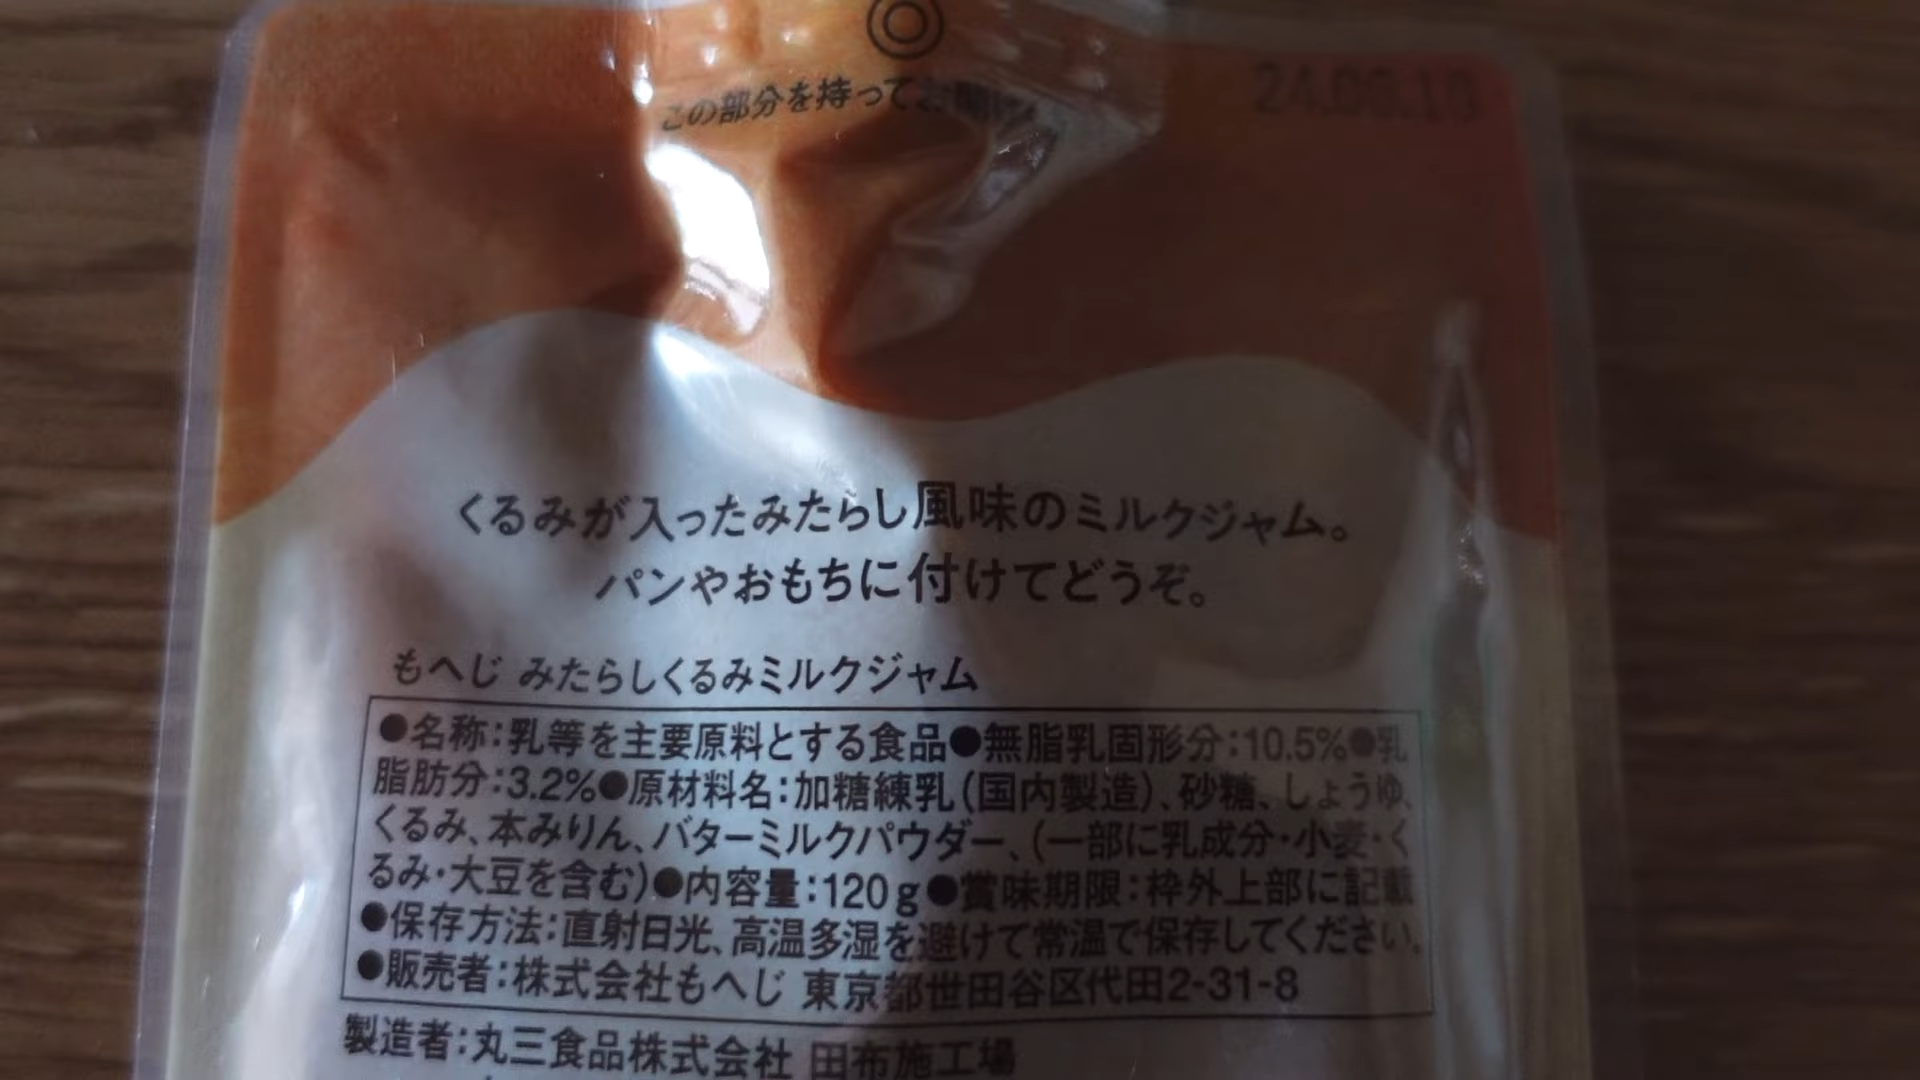 この部分を持って
くるみが入ったみたらし風味のミルクジャム。
パンやおもちに付けてどうぞ。
もへじ みたらしくるみミルクジャム
●名称:乳等を主要原料とする食品●無脂乳固形分:10.5%●乳
脂肪分:3.2%●原材料名:加糖練乳(国内製造)、砂糖、しょうゆ、
くるみ、本みりん、バターミルクパウダー、(一部に乳成分・小麦・く
るみ・大豆を含む)●内容量:120g●賞味期限:枠外上部に記載
●保存方法:直射日光、高温多湿を避けて常温で保存してください。
●販売者:株式会社もへじ 東京都世田谷区代田2-31-8
製造者:丸三食品株式会社 田布施工場